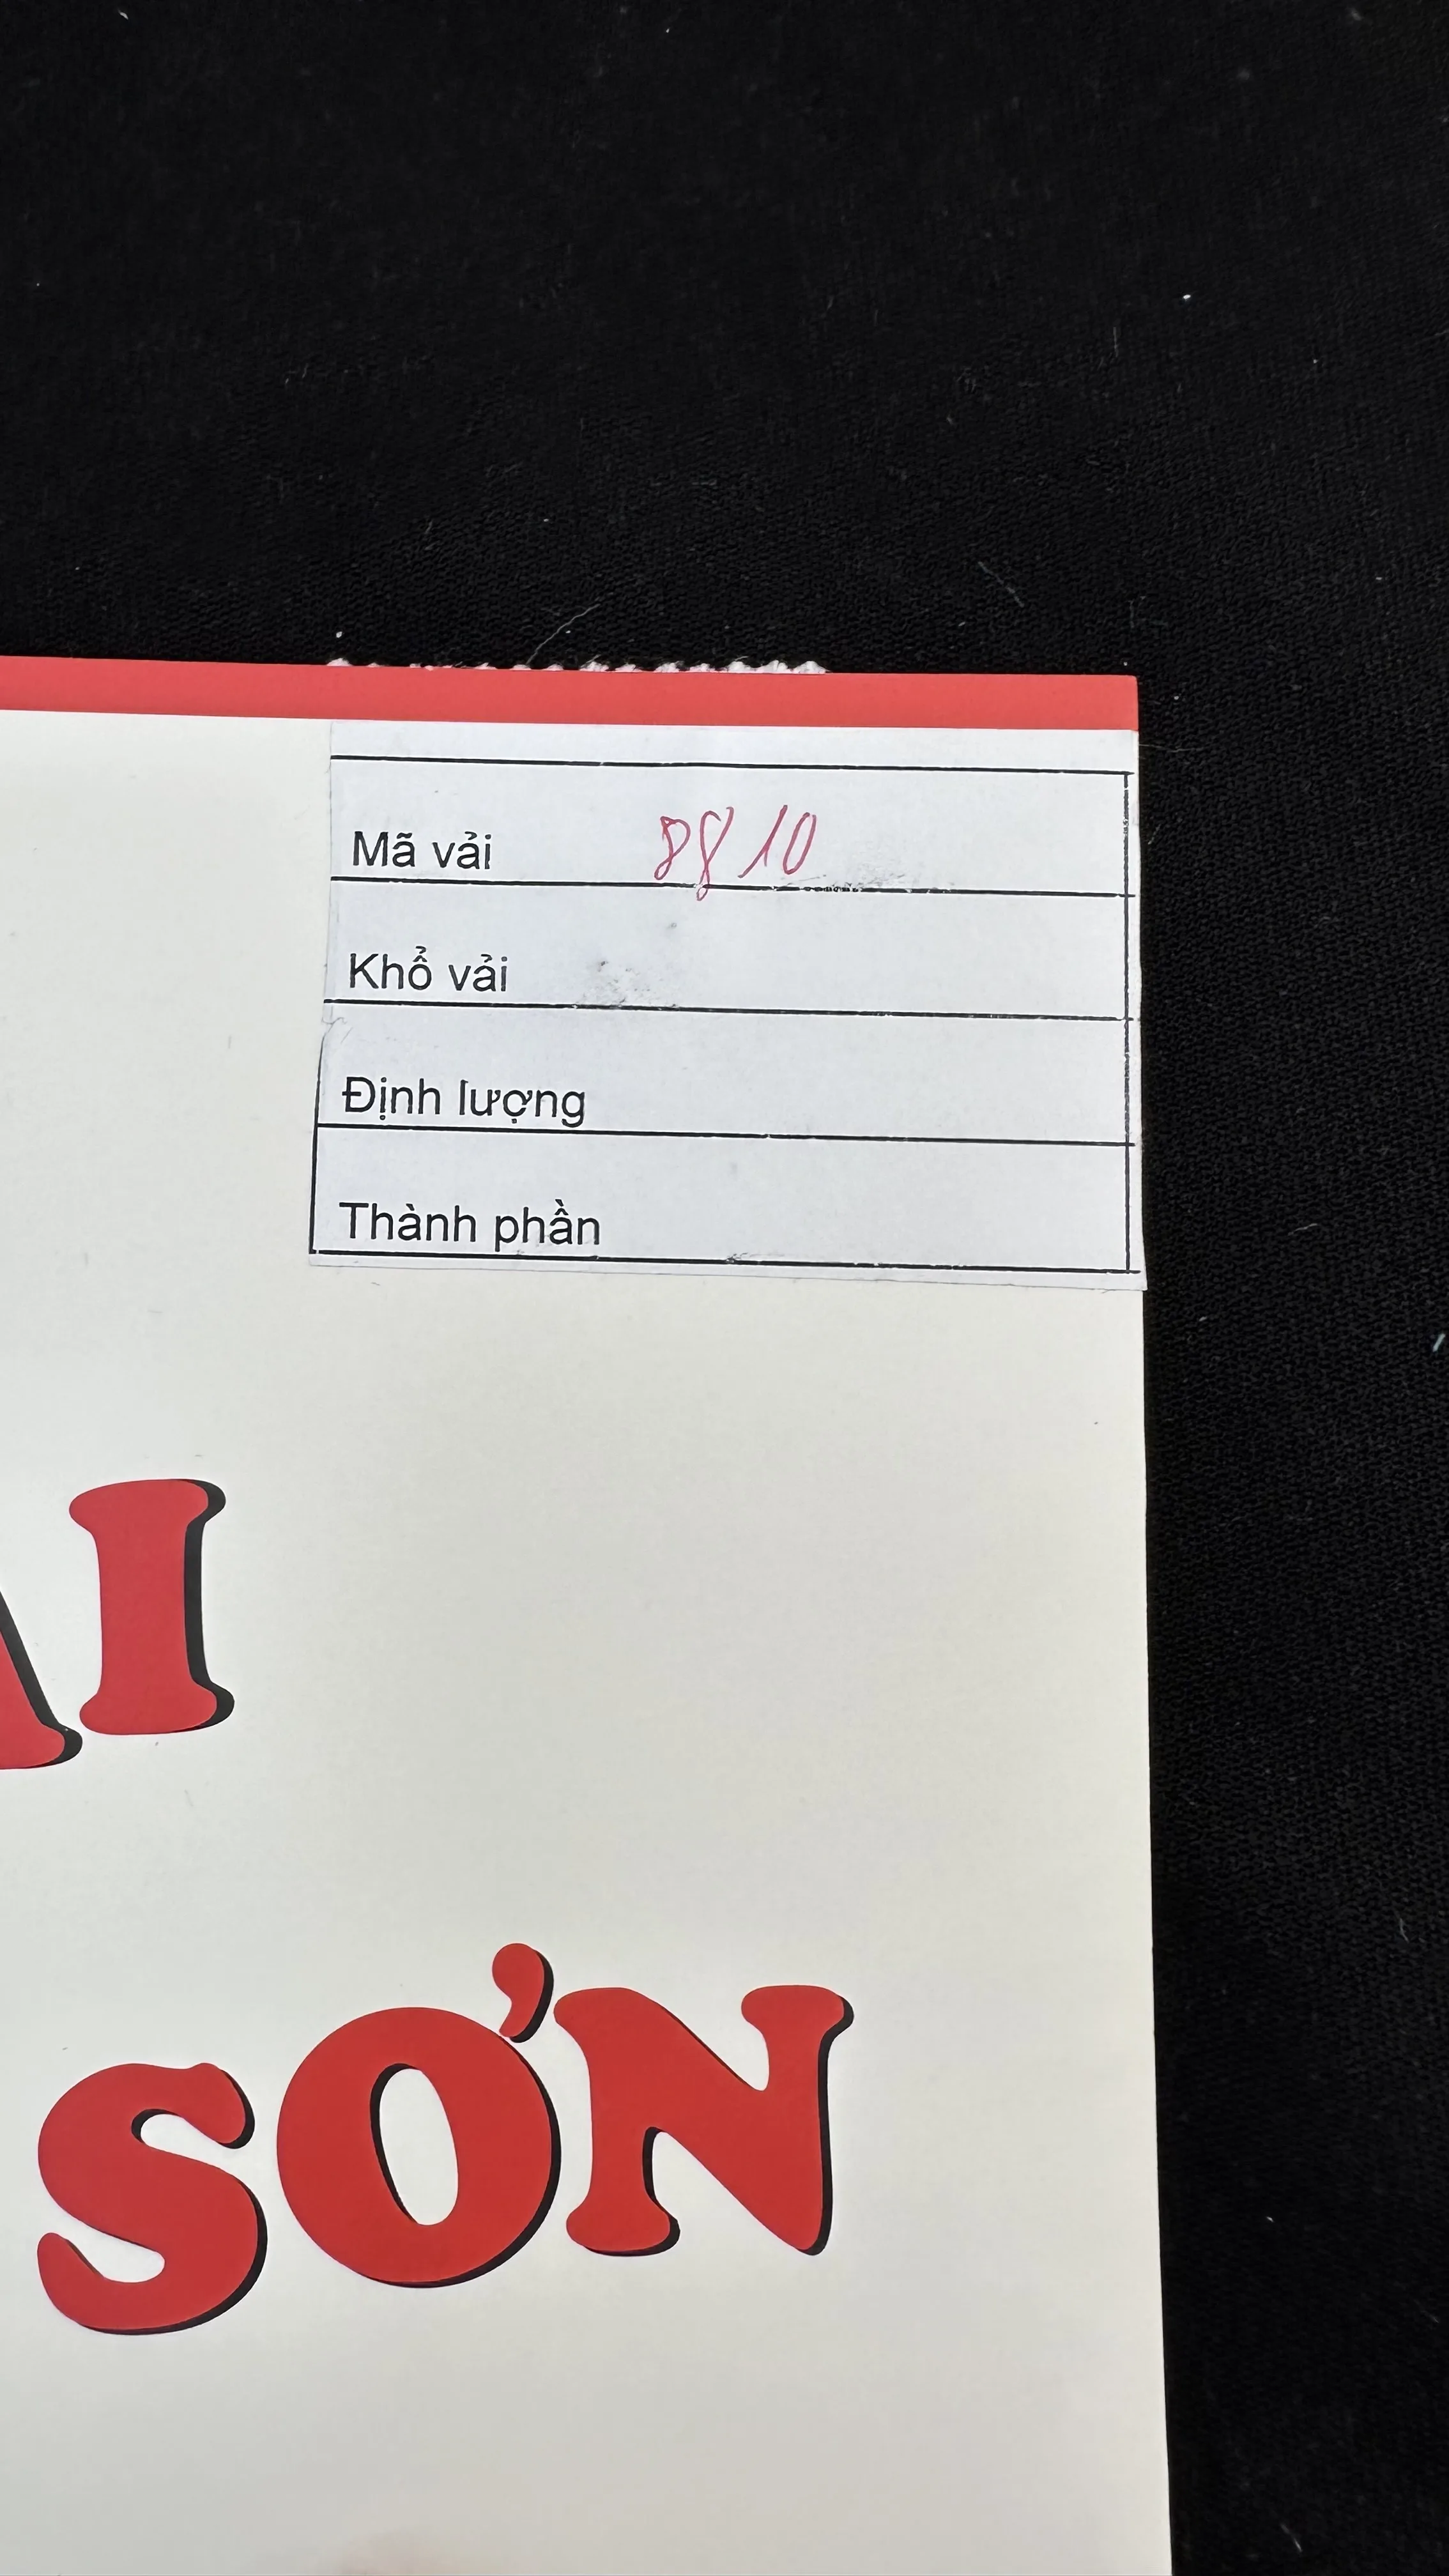 Mã vải 8810
Khổ vải
Định lượng
Thành phần
AI
SƠN